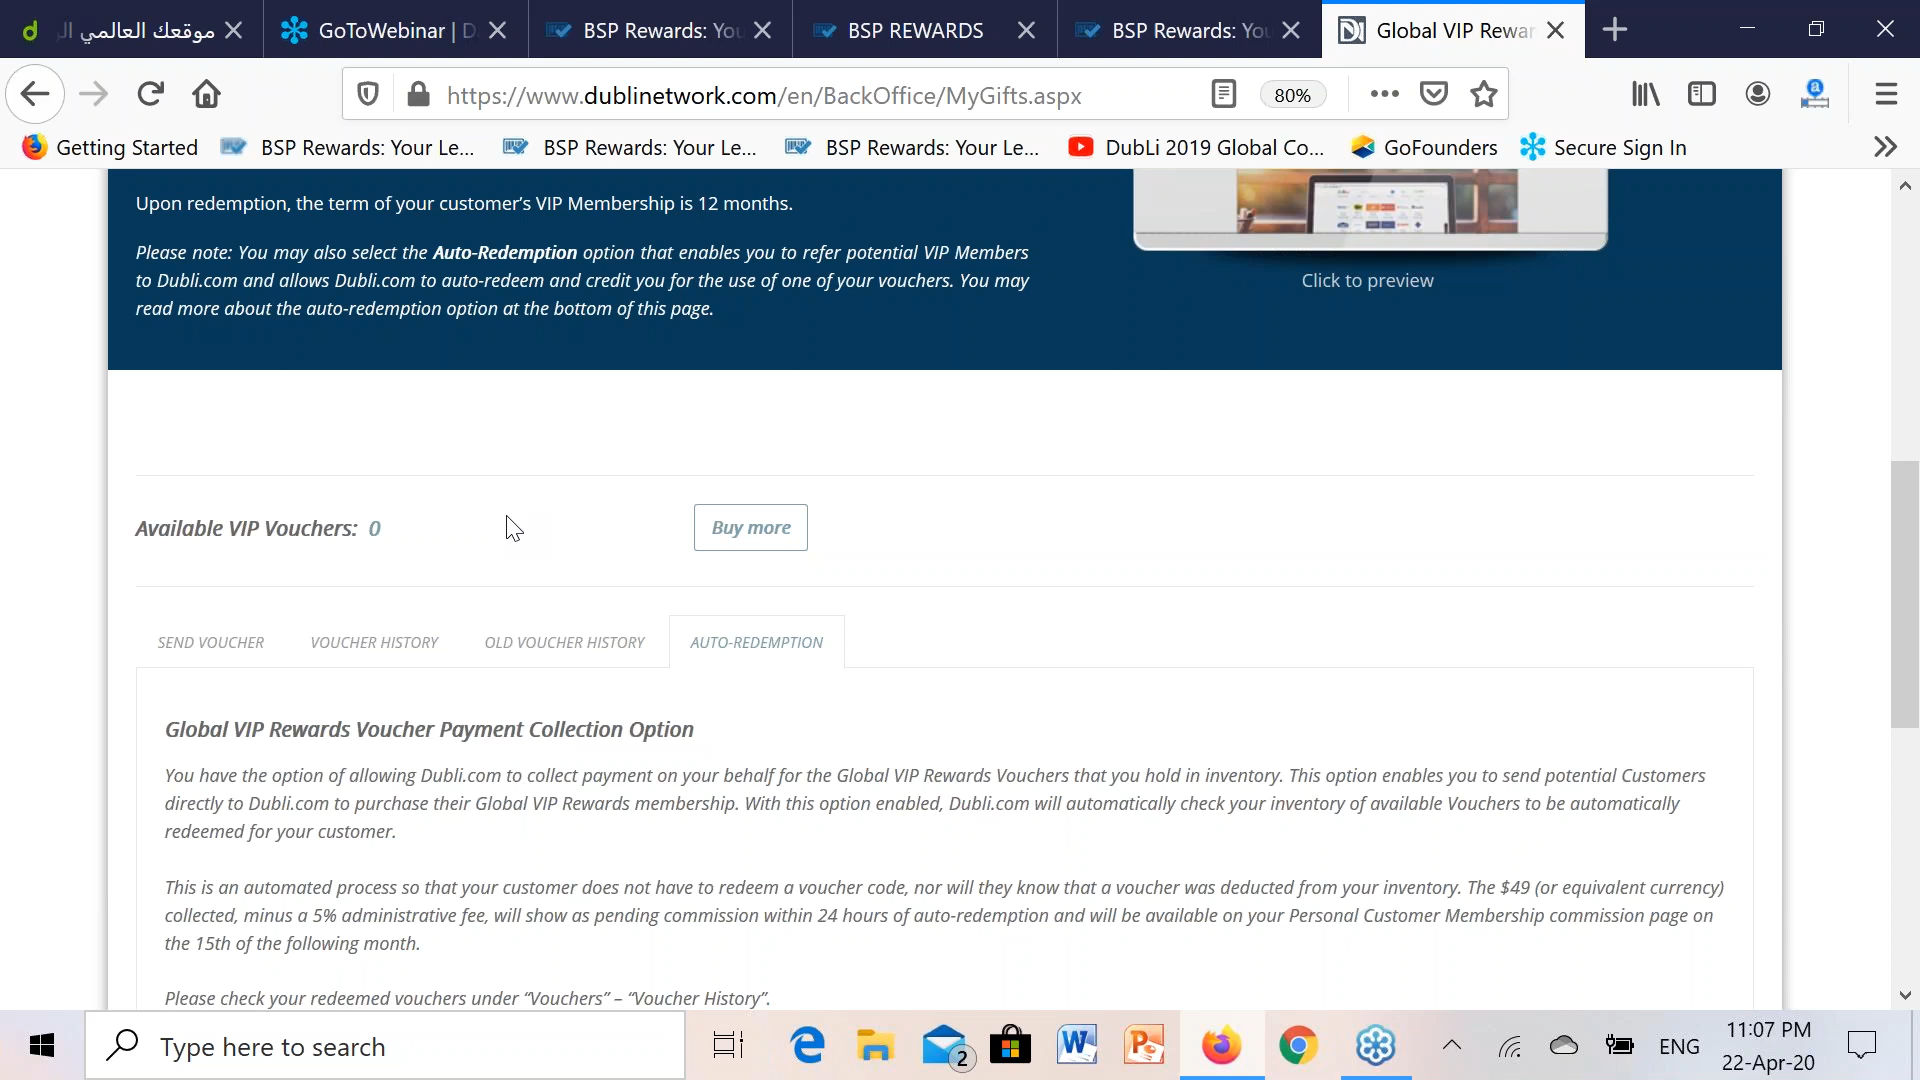 موقعك العالمي ال
GoToWebinar | D
BSP Rewards: You
BSP REWARDS
BSP Rewards: You
Global VIP Rewar
https://www.dublinetwork.com/en/BackOffice/MyGifts.aspx
80%
Getting Started
BSP Rewards: Your Le...
BSP Rewards: Your Le...
BSP Rewards: Your Le...
DubLi 2019 Global Co...
GoFounders
Secure Sign In
Upon redemption, the term of your customer's VIP Membership is 12 months.
Please note: You may also select the Auto-Redemption option that enables you to refer potential VIP Members
to Dubli.com and allows Dubli.com to auto-redeem and credit you for the use of one of your vouchers. You may
read more about the auto-redemption option at the bottom of this page.
Click to preview
Available VIP Vouchers: 0
Buy more
SEND VOUCHER
VOUCHER HISTORY
OLD VOUCHER HISTORY
AUTO-REDEMPTION
Global VIP Rewards Voucher Payment Collection Option
You have the option of allowing Dubli.com to collect payment on your behalf for the Global VIP Rewards Vouchers that you hold in inventory. This option enables you to send potential Customers
directly to Dubli.com to purchase their Global VIP Rewards membership. With this option enabled, Dubli.com will automatically check your inventory of available Vouchers to be automatically
redeemed for your customer.
This is an automated process so that your customer does not have to redeem a voucher code, nor will they know that a voucher was deducted from your inventory. The $49 (or equivalent currency)
collected, minus a 5% administrative fee, will show as pending commission within 24 hours of auto-redemption and will be available on your Personal Customer Membership commission page on
the 15th of the following month.
Please check your redeemed vouchers under “Vouchers” – “Voucher History”.
Type here to search
2
ENG
11:07 PM
22-Apr-20